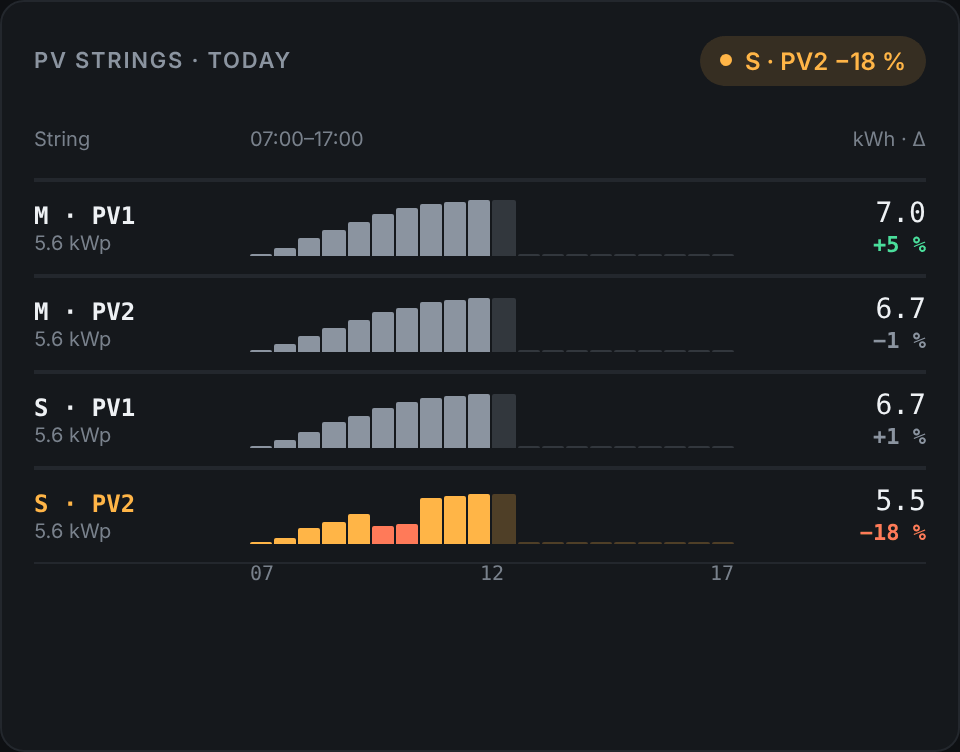 PV STRINGS · TODAY
S · PV2 −18 %
String 07:00–17:00 kWh · Δ
M · PV1 7.0
5.6 kWp +5 %
M · PV2 6.7
5.6 kWp −1 %
S · PV1 6.7
5.6 kWp +1 %
S · PV2 5.5
5.6 kWp −18 %
07 12 17